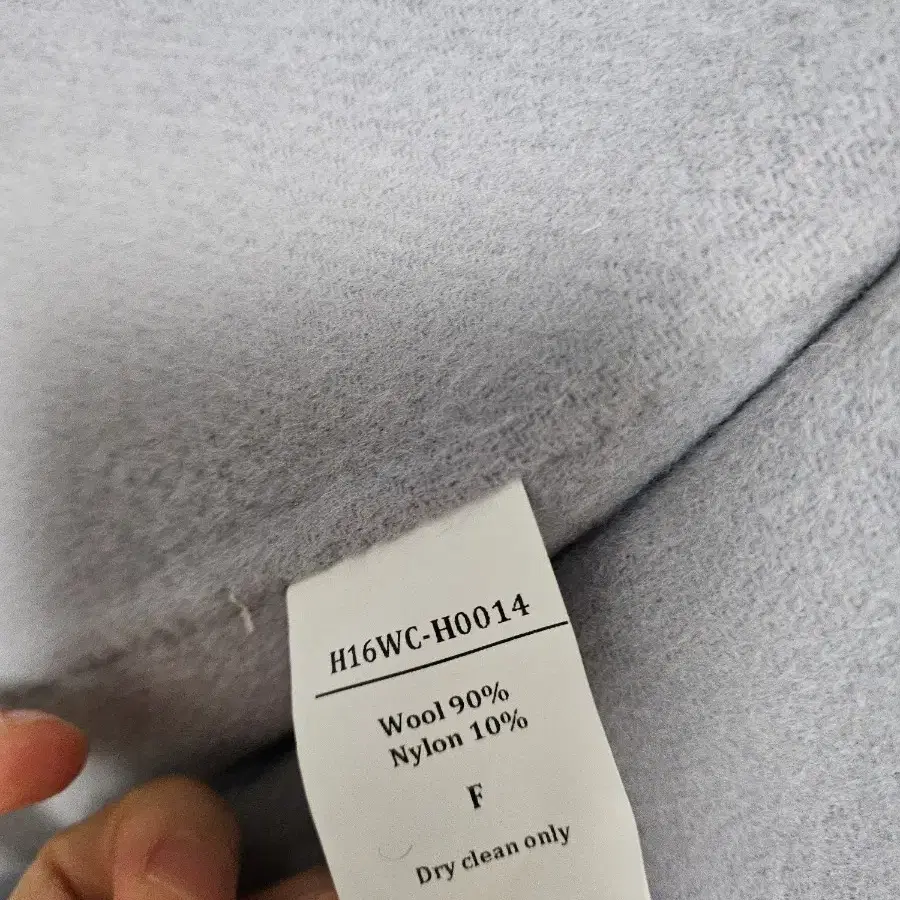 H16WC-H0014
Wool 90%
Nylon 10%
F
Dry clean only